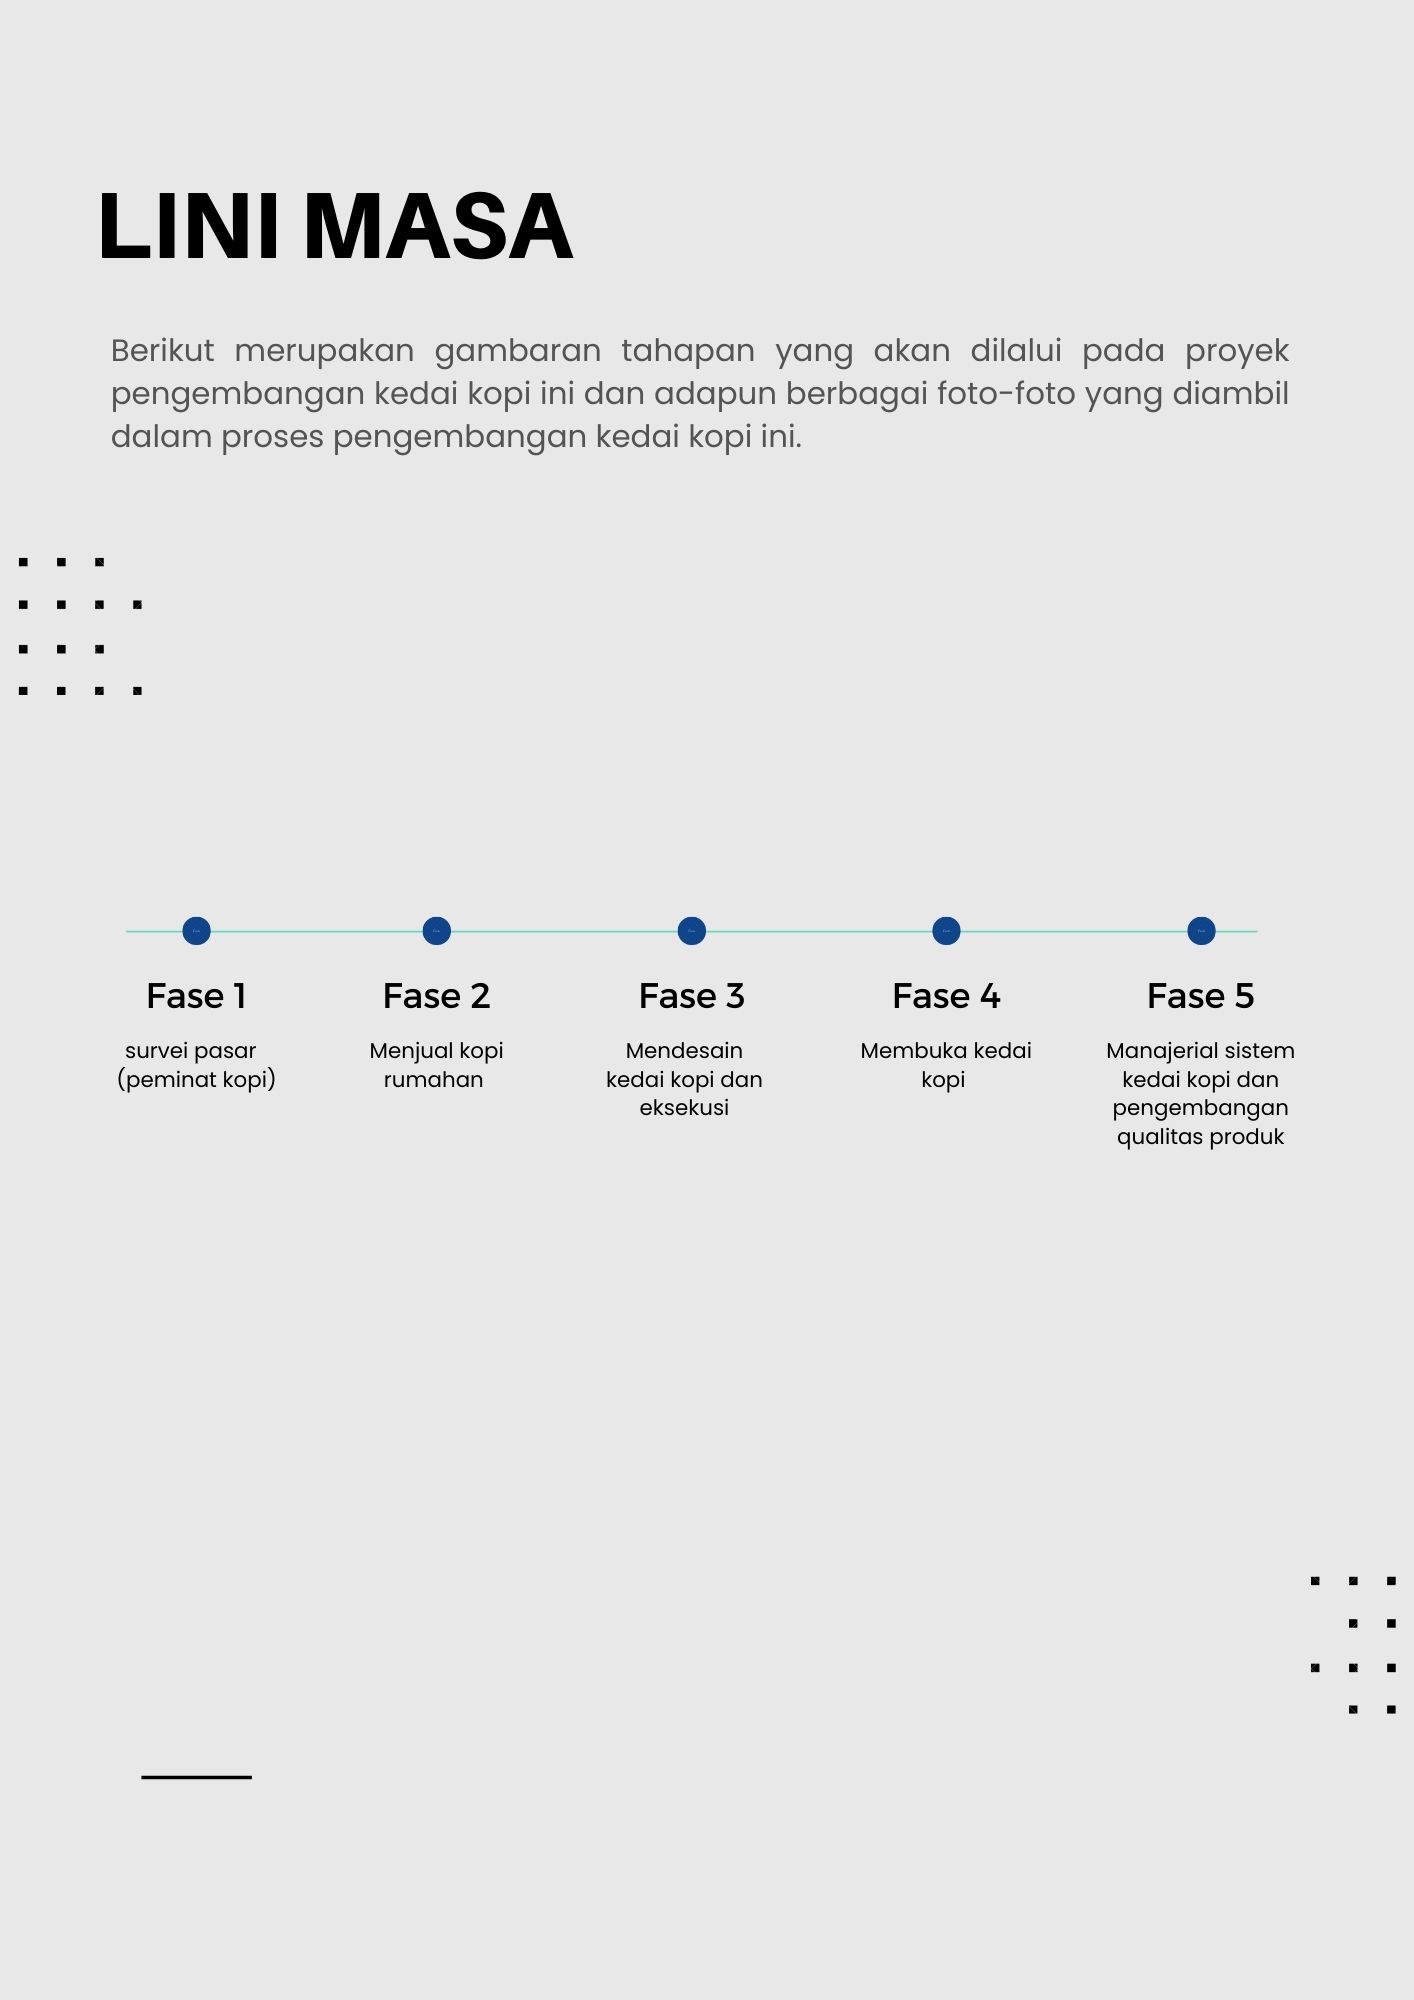 LINI MASA
Berikut merupakan gambaran tahapan yang akan dilalui pada proyek
pengembangan kedai kopi ini dan adapun berbagai foto-foto yang diambil
dalam proses pengembangan kedai kopi ini.
Fase 1
survei pasar
(peminat kopi)
Fase 2
Menjual kopi
rumahan
Fase 3
Mendesain
kedai kopi dan
eksekusi
Fase 4
Membuka kedai
kopi
Fase 5
Manajerial sistem
kedai kopi dan
pengembangan
qualitas produk